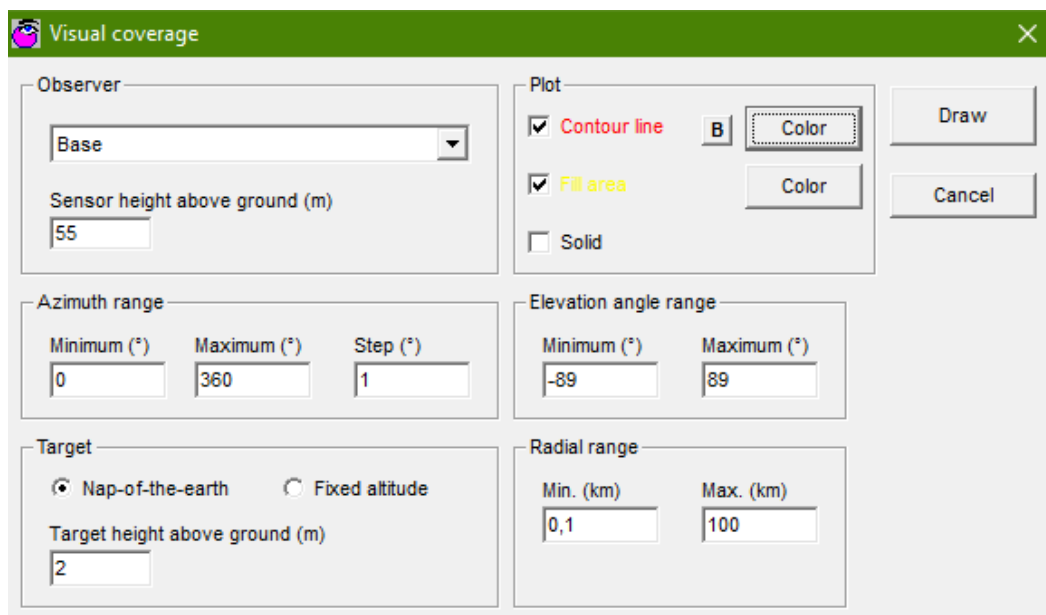 Visual coverage
Observer
Base
Sensor height above ground (m)
55
Plot
Contour line B Color
Fill area Color
Solid
Draw
Cancel
Azimuth range
Minimum (°) Maximum (°) Step (°)
0 360 1
Elevation angle range
Minimum (°) Maximum (°)
-89 89
Target
Nap-of-the-earth Fixed altitude
Target height above ground (m)
2
Radial range
Min. (km) Max. (km)
0,1 100